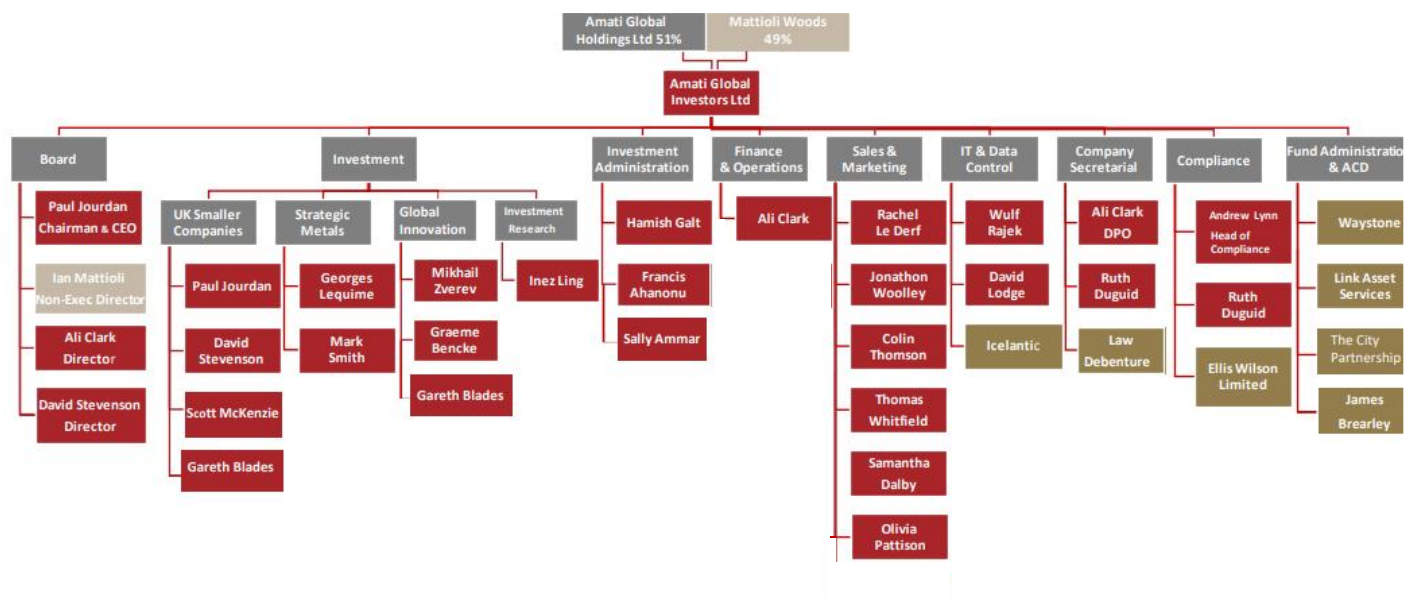 Amati Global
Holdings Ltd 51%
Mattioli Woods
49%
Amati Global
Investors Ltd
Board
Investment
Investment
Administration
Finance
& Operations
Sales &
Marketing
IT & Data
Control
Company
Secretarial
Compliance
Fund Administratio
& ACD
Paul Jourdan
Chairman & CEO
Ian Mattioli
Non-Exec Director
Ali Clark
Director
David Stevenson
Director
UK Smaller
Companies
Paul Jourdan
David
Stevenson
Scott McKenzie
Gareth Blades
Strategic
Metals
Georges
Lequime
Mark
Smith
Global
Innovation
Mikhail
Zverev
Graeme
Bencke
Gareth Blades
Investment
Research
Inez Ling
Hamish Galt
Francis
Ahanonu
Sally Ammar
Ali Clark
Rachel
Le Derf
Jonathon
Woolley
Colin
Thomson
Thomas
Whitfield
Samantha
Dalby
Olivia
Pattison
Wulf
Rajek
David
Lodge
Icelantic
Ali Clark
DPO
Ruth
Duguid
Law
Debenture
Andrew Lynn
Head of
Compliance
Ruth
Duguid
Ellis Wilson
Limited
Waystone
Link Asset
Services
The City
Partnership
James
Brearley